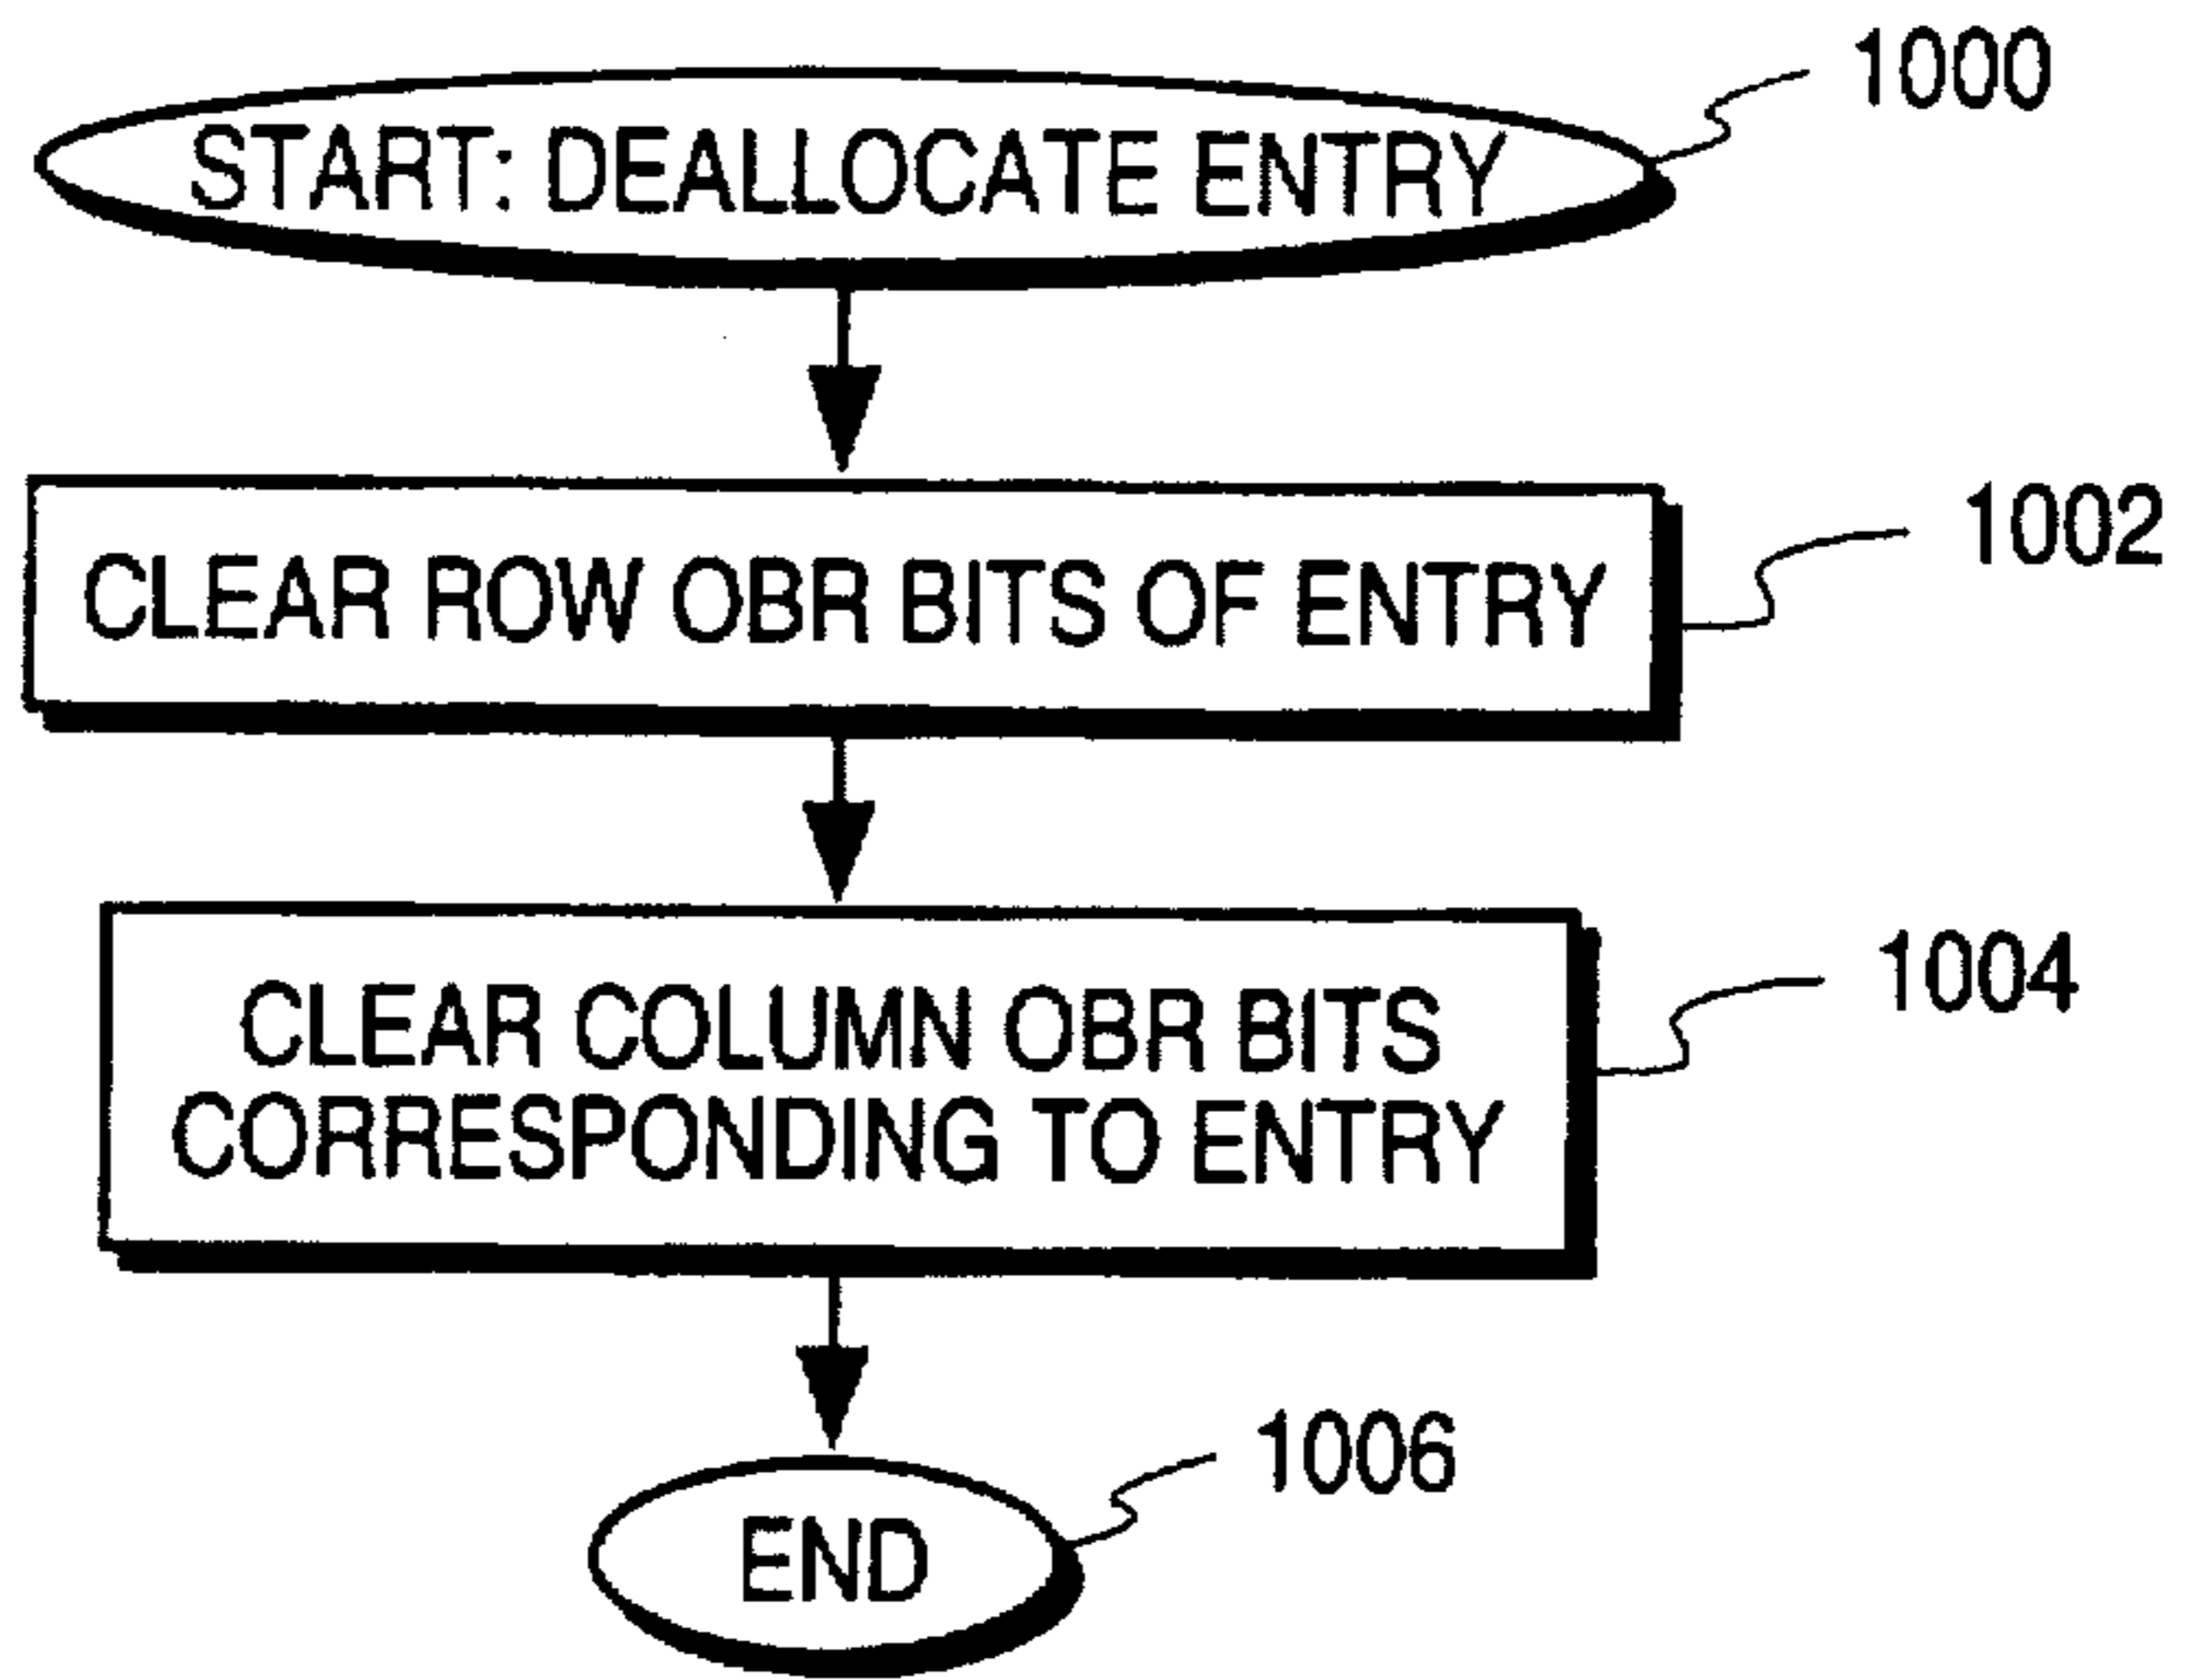 1000
START: DEALLOCATE ENTRY
1002
CLEAR ROW OBR BITS OF ENTRY
1004
CLEAR COLUMN OBR BITS
CORRESPONDING TO ENTRY
1006
END